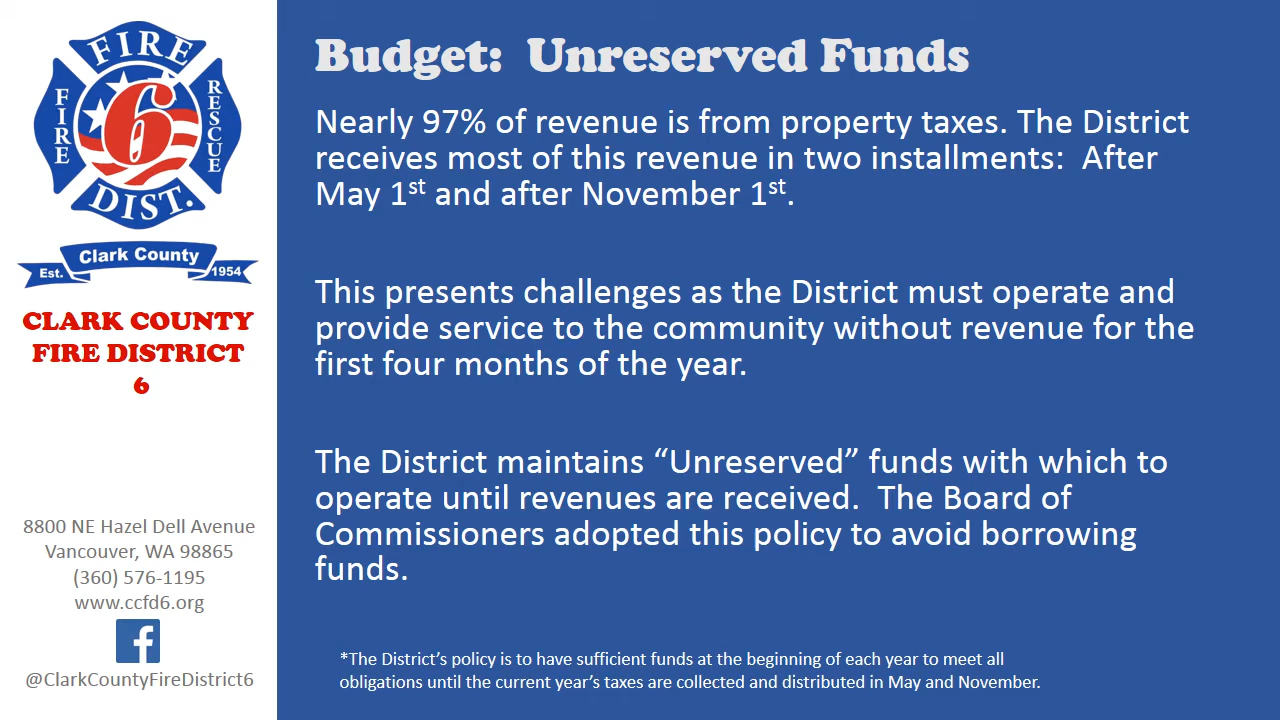 FIRE
FIRE
RESCUE
6
DIST.
Clark County
Est.
1954
CLARK COUNTY
FIRE DISTRICT
6
8800 NE Hazel Dell Avenue
Vancouver, WA 98865
(360) 576-1195
www.ccfd6.org
f
@ClarkCountyFireDistrict6
Budget:  Unreserved Funds
Nearly 97% of revenue is from property taxes. The District
receives most of this revenue in two installments:  After
May 1st and after November 1st.
This presents challenges as the District must operate and
provide service to the community without revenue for the
first four months of the year.
The District maintains “Unreserved” funds with which to
operate until revenues are received.  The Board of
Commissioners adopted this policy to avoid borrowing
funds.
*The District’s policy is to have sufficient funds at the beginning of each year to meet all
obligations until the current year’s taxes are collected and distributed in May and November.